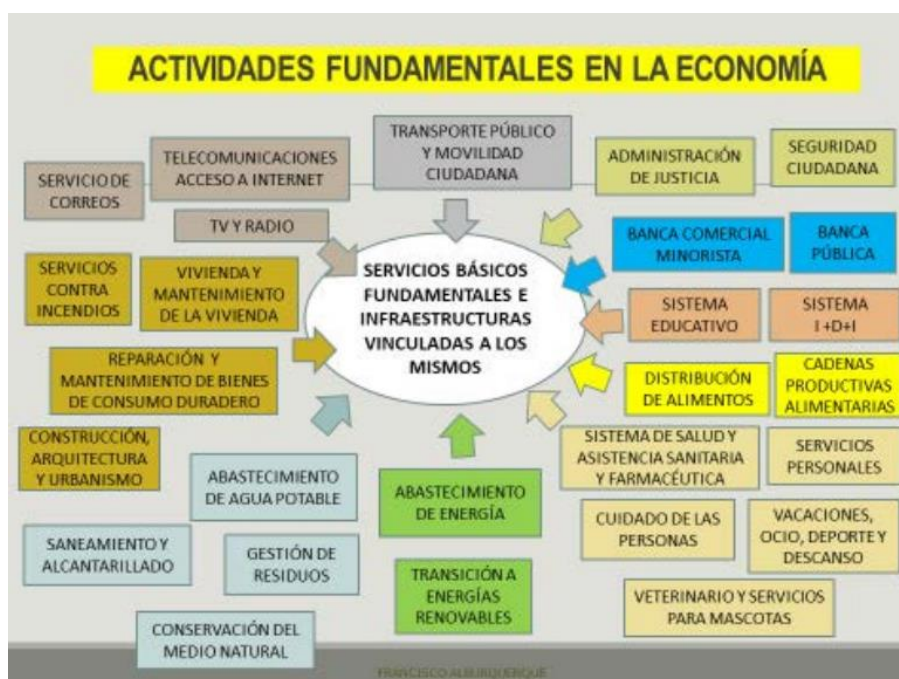 ACTIVIDADES FUNDAMENTALES EN LA ECONOMÍA
SERVICIO DE
CORREOS
TELECOMUNICACIONES
ACCESO A INTERNET
TV Y RADIO
TRANSPORTE PÚBLICO
Y MOVILIDAD
CIUDADANA
ADMINISTRACIÓN
DE JUSTICIA
SEGURIDAD
CIUDADANA
BANCA COMERCIAL
MINORISTA
BANCA
PÚBLICA
SERVICIOS
CONTRA
INCENDIOS
VIVIENDA Y
MANTENIMIENTO
DE LA VIVIENDA
SERVICIOS BÁSICOS
FUNDAMENTALES E
INFRAESTRUCTURAS
VINCULADAS A LOS
MISMOS
SISTEMA
EDUCATIVO
SISTEMA
I +D+I
REPARACIÓN Y
MANTENIMIENTO DE BIENES
DE CONSUMO DURADERO
DISTRIBUCIÓN
DE ALIMENTOS
CADENAS
PRODUCTIVAS
ALIMENTARIAS
CONSTRUCCIÓN,
ARQUITECTURA
Y URBANISMO
ABASTECIMIENTO
DE AGUA POTABLE
ABASTECIMIENTO
DE ENERGÍA
SISTEMA DE SALUD Y
ASISTENCIA SANITARIA
Y FARMACÉUTICA
SERVICIOS
PERSONALES
SANEAMIENTO Y
ALCANTARILLADO
GESTIÓN DE
RESIDUOS
CUIDADO DE LAS
PERSONAS
VACACIONES,
OCIO, DEPORTE Y
DESCANSO
TRANSICIÓN A
ENERGÍAS
RENOVABLES
VETERINARIO Y SERVICIOS
PARA MASCOTAS
CONSERVACIÓN DEL
MEDIO NATURAL
FRANCISCO ALBURQUERQUE